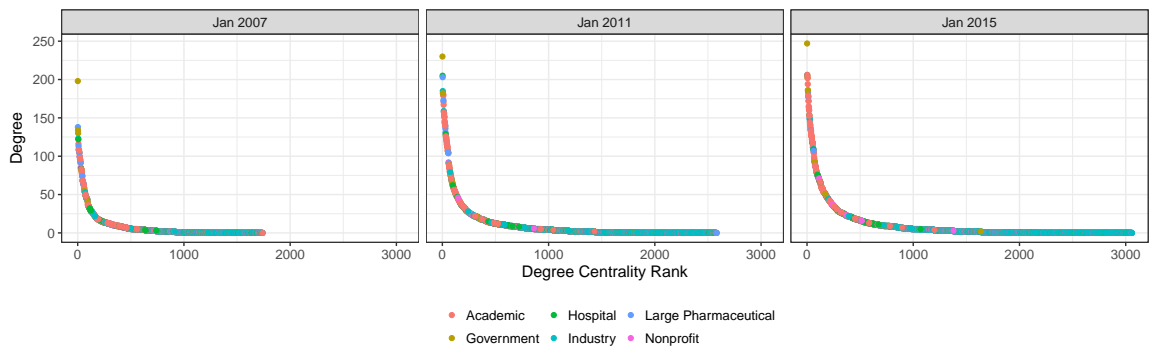 Jan 2007 Jan 2011 Jan 2015
250
200
150
100
50
0
Degree
0 1000 2000 3000 0 1000 2000 3000 0 1000 2000 3000
Degree Centrality Rank
Academic Hospital Large Pharmaceutical
Government Industry Nonprofit